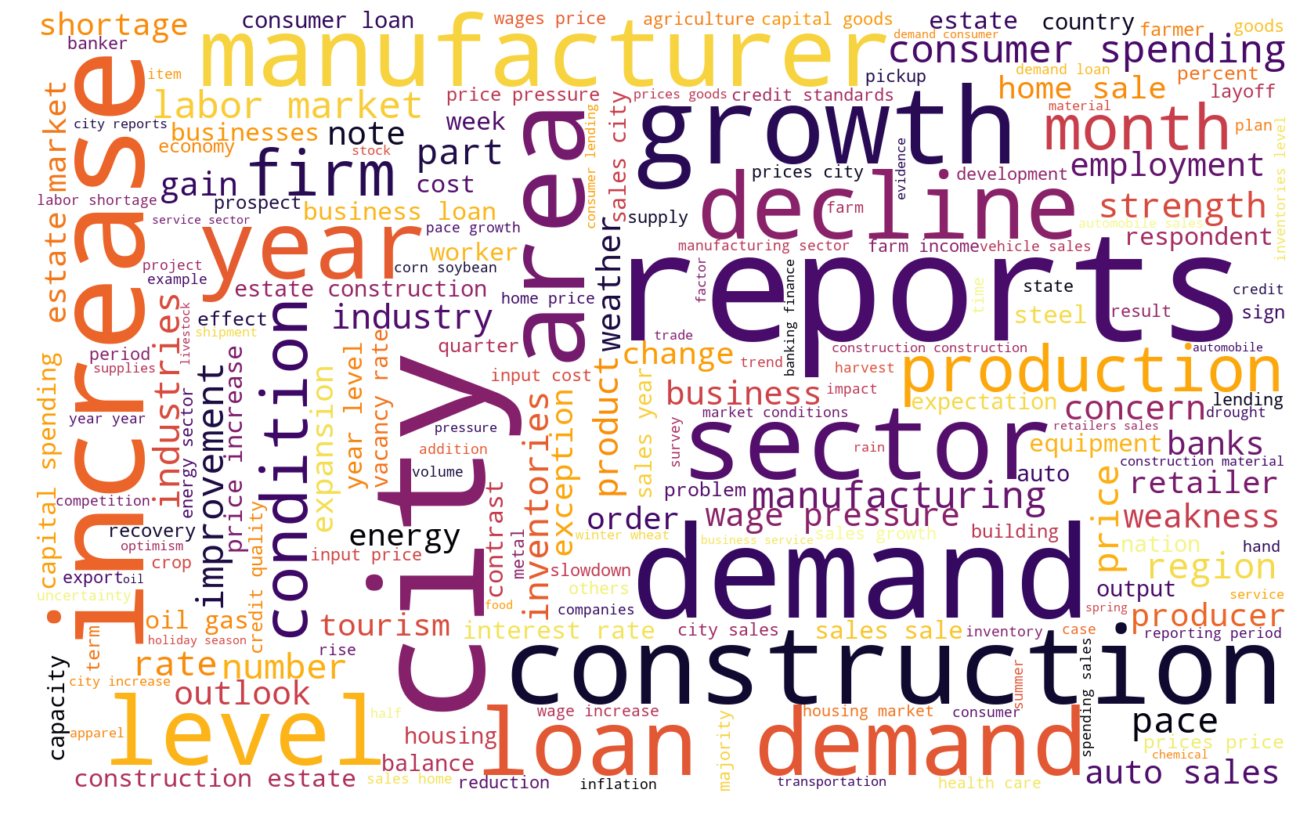 shortage
consumer loan
wages price
agriculture
capital goods
estate
country
farmer
goods
banker
manufacturer
demand consumer
consumer spending
item
pickup
demand loan
percent
home sale
layoff
labor market
price pressure
prices goods
credit standards
material
city reports
businesses
note
week
growth
month
plan
economy
stock
firm
part
area
consumer lending
sales city
evidence
employment
inventories level
increase
estate market
gain
cost
prices city
development
labor shortage
prospect
business loan
decline
farm
strength
service sector
year
pace growth
supply
automobile sales
respondent
worker
weather
manufacturing sector
farm income
vehicle sales
project
corn soybean
reports
example
estate construction
home price
factor
banking finance
time
state
credit
effect
industry
steel
result
sign
shipment
livestock
industries
condition
trade
period
supplies
quarter
change
construction construction
automobile
year level
vacancy rate
input cost
product
trend
harvest
production
capital spending
energy sector
improvement
price increase
expansion
city
business
impact
expectation
concern
lending
year year
pressure
inventories
exception
sales year
market conditions
drought
retailers sales
addition
survey
sector
rain
equipment
banks
volume
auto
construction material
competition
problem
manufacturing
price
retailer
recovery
credit quality
energy
contrast
order
wage pressure
building
weakness
optimism
input price
metal
winter wheat
business service
sales growth
nation
hand
crop
slowdown
demand
region
export
oil
others
output
service
uncertainty
food
companies
spring
producer
oil gas
tourism
interest rate
city sales
sales sale
inventory
case
reporting period
term
holiday season
rise
construction
capacity
rate
number
summer
spending sales
city increase
outlook
level
half
loan demand
wage increase
housing market
consumer
pace
apparel
housing
majority
prices price
balance
chemical
construction estate
sales home
reduction
inflation
transportation
health care
auto sales